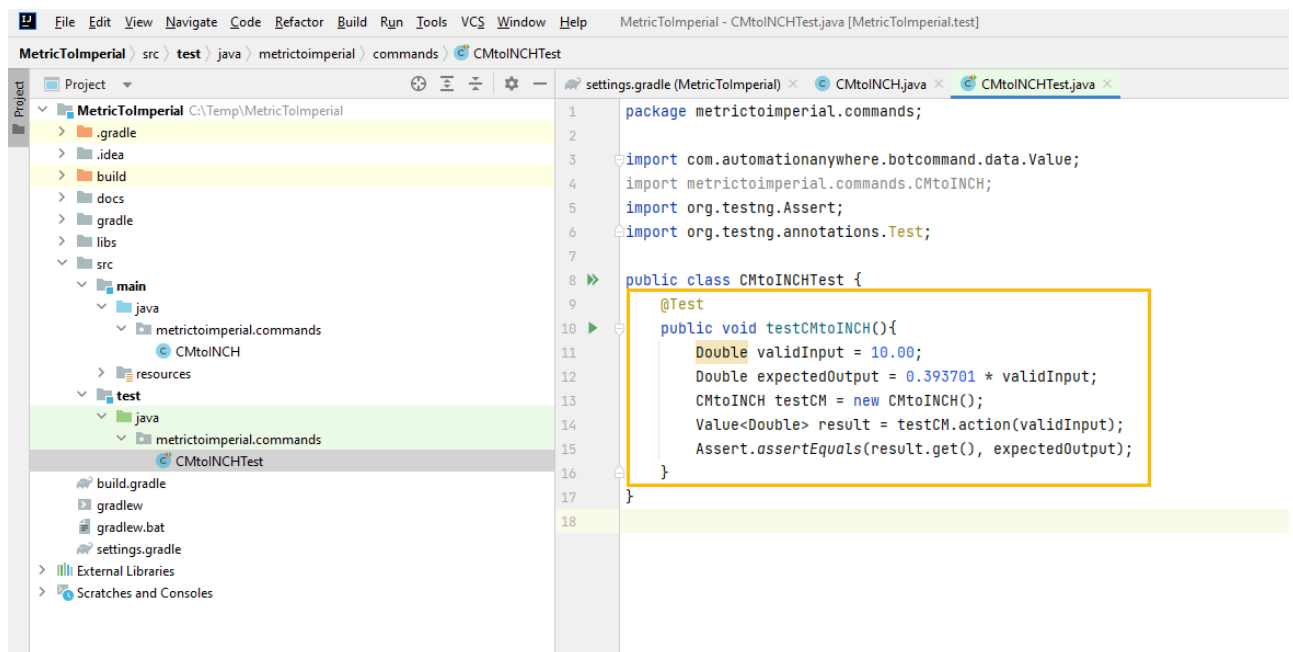 File Edit View Navigate Code Refactor Build Run Tools VCS Window Help MetricToImperial - CMtoINCHTest.java [MetricToImperial.test]
MetricToImperial src test java metrictoimperial commands CMtoINCHTest
Project
Project
settings.gradle (MetricToImperial) CMtoINCH.java CMtoINCHTest.java
MetricToImperial C:\Temp\MetricToImperial
.gradle
.idea
build
docs
gradle
libs
src
main
java
metrictoimperial.commands
CMtoINCH
resources
test
java
metrictoimperial.commands
CMtoINCHTest
build.gradle
gradlew
gradlew.bat
settings.gradle
External Libraries
Scratches and Consoles
1 package metrictoimperial.commands;
2
3 import com.automationanywhere.botcommand.data.Value;
4 import metrictoimperial.commands.CMtoINCH;
5 import org.testng.Assert;
6 import org.testng.annotations.Test;
7
8 public class CMtoINCHTest {
9 @Test
10 public void testCMtoINCH(){
11 Double validInput = 10.00;
12 Double expectedOutput = 0.393701 * validInput;
13 CMtoINCH testCM = new CMtoINCH();
14 Value<Double> result = testCM.action(validInput);
15 Assert.assertEquals(result.get(), expectedOutput);
16 }
17 }
18